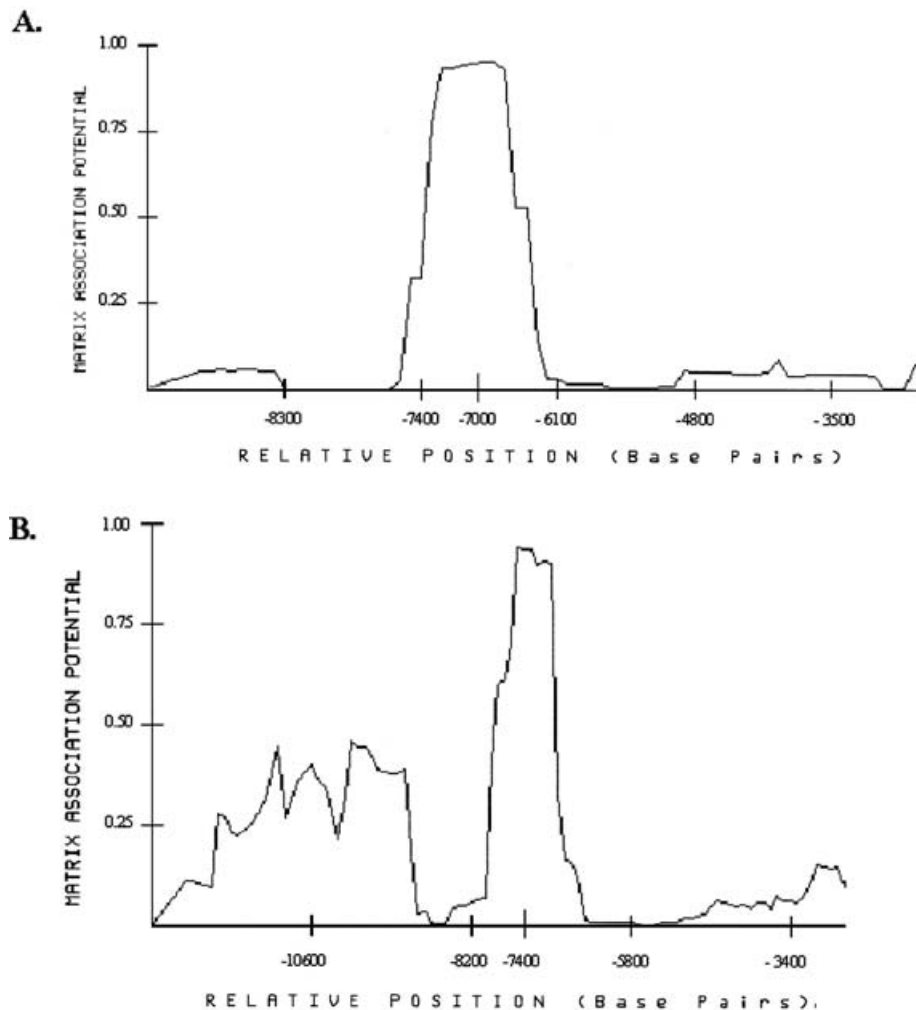 A.
MATRIX ASSOCIATION POTENTIAL
1.00
0.75
0.50
0.25
-8300 -7400 -7000 -6100 -4800 -3500
RELATIVE POSITION (Base Pairs)
B.
MATRIX ASSOCIATION POTENTIAL
1.00
0.75
0.50
0.25
-10600 -8200 -7400 -5800 -3400
RELATIVE POSITION (Base Pairs).